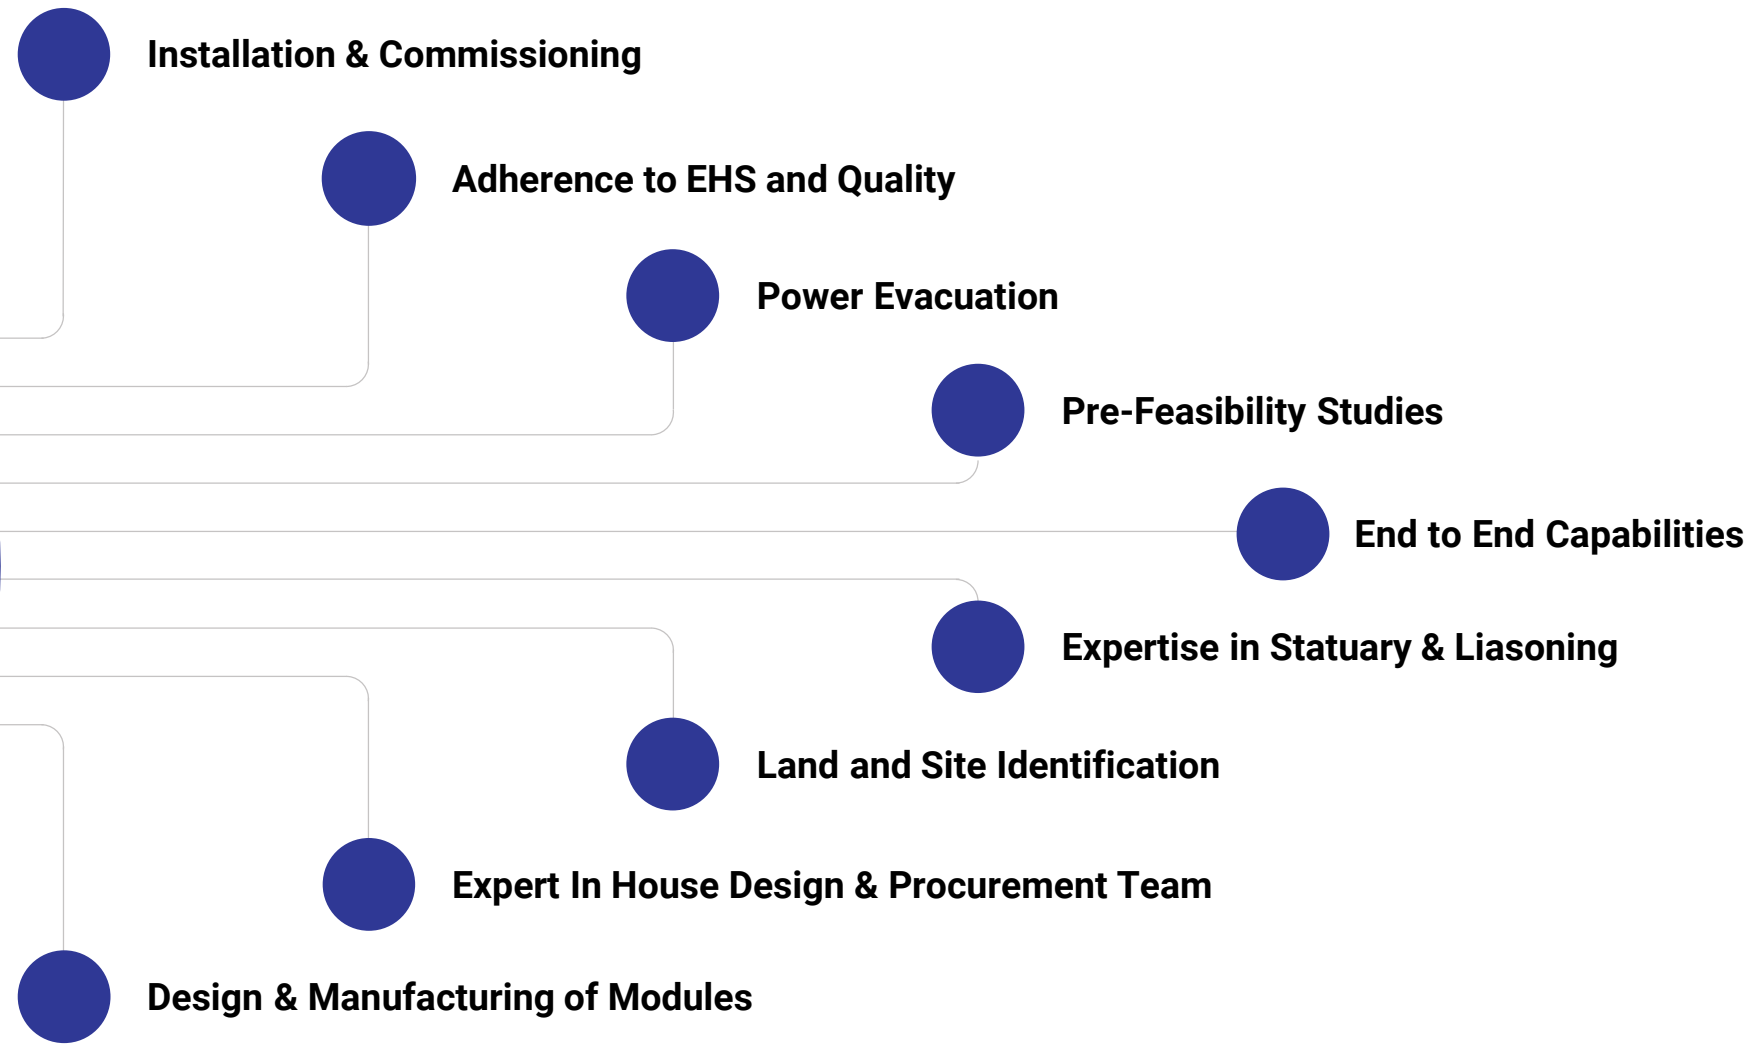 Installation & Commissioning
Adherence to EHS and Quality
Power Evacuation
Pre-Feasibility Studies
End to End Capabilities
Expertise in Statuary & Liasoning
Land and Site Identification
Expert In House Design & Procurement Team
Design & Manufacturing of Modules